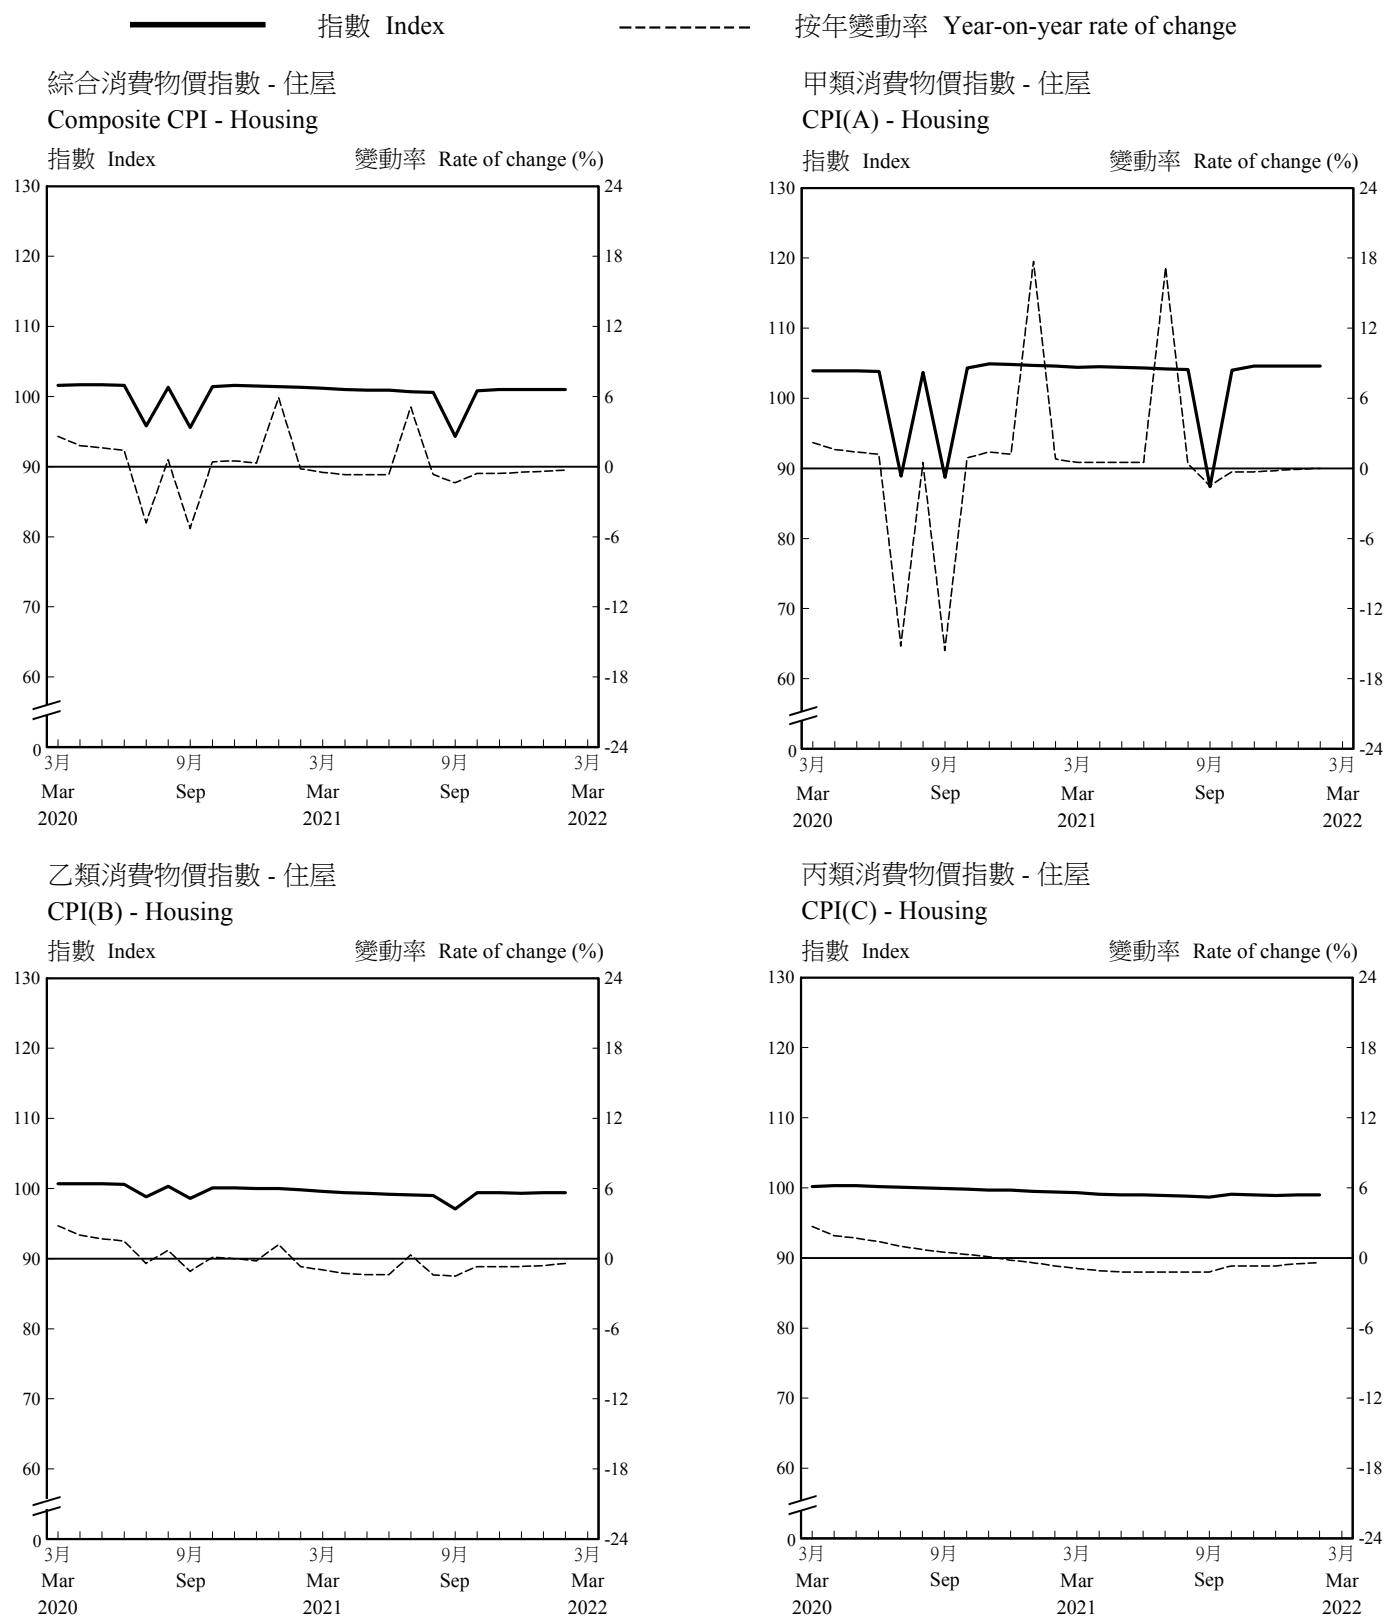 指數 Index 按年變動率 Year-on-year rate of change
綜合消費物價指數 - 住屋
Composite CPI - Housing
指數 Index 變動率 Rate of change (%)
130 24
120 18
110 12
100 6
90 0
80 -6
70 -12
60 -18
0 -24
3月 9月 3月 9月 3月
Mar Sep Mar Sep Mar
2020 2021 2022
甲類消費物價指數 - 住屋
CPI(A) - Housing
指數 Index 變動率 Rate of change (%)
130 24
120 18
110 12
100 6
90 0
80 -6
70 -12
60 -18
0 -24
3月 9月 3月 9月 3月
Mar Sep Mar Sep Mar
2020 2021 2022
乙類消費物價指數 - 住屋
CPI(B) - Housing
指數 Index 變動率 Rate of change (%)
130 24
120 18
110 12
100 6
90 0
80 -6
70 -12
60 -18
0 -24
3月 9月 3月 9月 3月
Mar Sep Mar Sep Mar
2020 2021 2022
丙類消費物價指數 - 住屋
CPI(C) - Housing
指數 Index 變動率 Rate of change (%)
130 24
120 18
110 12
100 6
90 0
80 -6
70 -12
60 -18
0 -24
3月 9月 3月 9月 3月
Mar Sep Mar Sep Mar
2020 2021 2022